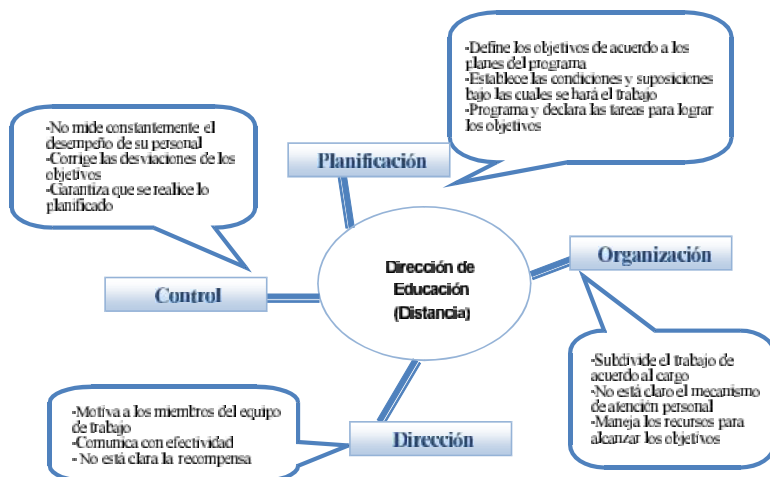 -Define los objetivos de acuerdo a los
planes del programa
-Establece las condiciones y suposiciones
bajo las cuales se hará el trabajo
-Programa y declara las tareas para lograr
los objetivos
-No mide constantemente el
desempeño de su personal
-Corrige las desviaciones de los
objetivos
-Garantiza que se realice lo
planificado
Planificación
Dirección de
Educación
(Distancia)
Organización
Control
-Subdivide el trabajo de
acuerdo al cargo
-No está claro el mecanismo
de atención personal
-Maneja los recursos para
alcanzar los objetivos
-Motiva a los miembros del equipo
de trabajo
-Comunica con efectividad
- No está clara la recompensa
Dirección